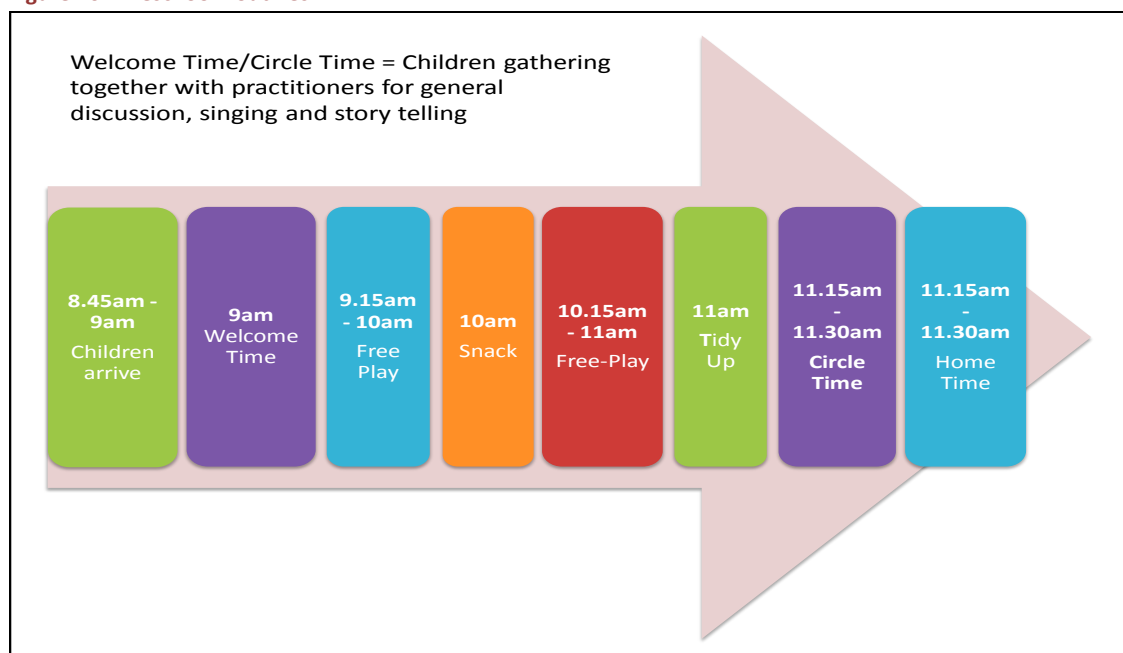 Welcome Time/Circle Time = Children gathering
together with practitioners for general
discussion, singing and story telling
8.45am -
9am
Children
arrive
9am
Welcome
Time
9.15am
- 10am
Free
Play
10am
Snack
10.15am
- 11am
Free-Play
11am
Tidy
Up
11.15am
-
11.30am
Circle
Time
11.15am
-
11.30am
Home
Time